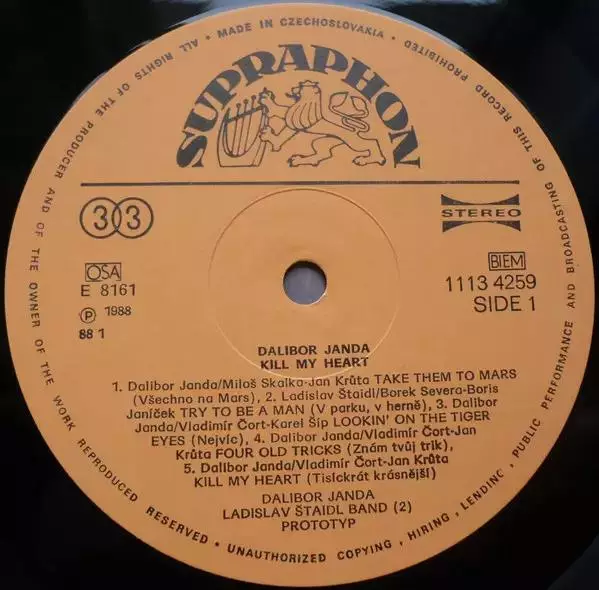 ALL RIGHTS OF THE PRODUCER AND OF THE OWNER OF THE WORK REPRODUCED RESERVED • UNAUTHORIZED COPYING, HIRING, LENDING, PUBLIC PERFORMANCE AND BROADCASTING OF THIS RECORD PROHIBITED • MADE IN CZECHOSLOVAKIA •
SUPRAPHON
33
STEREO
OSA
BIEM
E 8161
1113 4259
Ⓟ 1988
SIDE 1
88 1
DALIBOR JANDA
KILL MY HEART
1. Dalibor Janda/Miloš Skalka-Jan Krůta TAKE THEM TO MARS
(Všechno na Mars), 2. Ladislav Štaidl/Borek Severa-Boris
Janíček TRY TO BE A MAN (V parku, v herně), 3. Dalibor
Janda/Vladimír Čort-Karel Šíp LOOKIN' ON THE TIGER
EYES (Nejvíc), 4. Dalibor Janda/Vladimír Čort-Jan
Krůta FOUR OLD TRICKS (Znám tvůj trik),
5. Dalibor Janda/Vladimír Čort-Jan Krůta
KILL MY HEART (Tisíckrát krásnější)
DALIBOR JANDA
LADISLAV ŠTAIDL BAND (2)
PROTOTYP